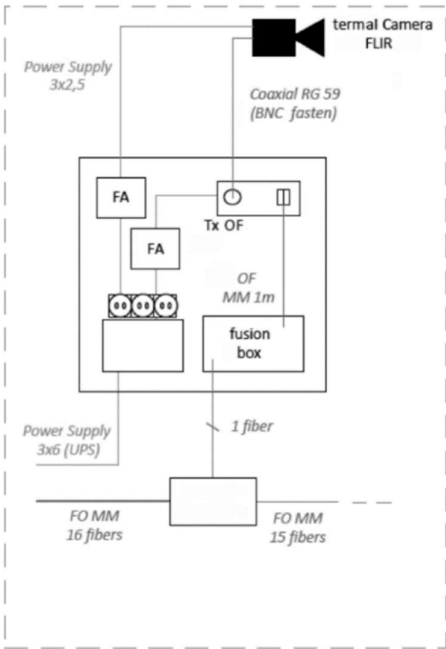 termal Camera
FLIR
Power Supply
3x2,5
Coaxial RG 59
(BNC fasten)
FA
Tx OF
FA
OF
MM 1m
fusion
box
Power Supply
3x6 (UPS)
1 fiber
FO MM
16 fibers
FO MM
15 fibers